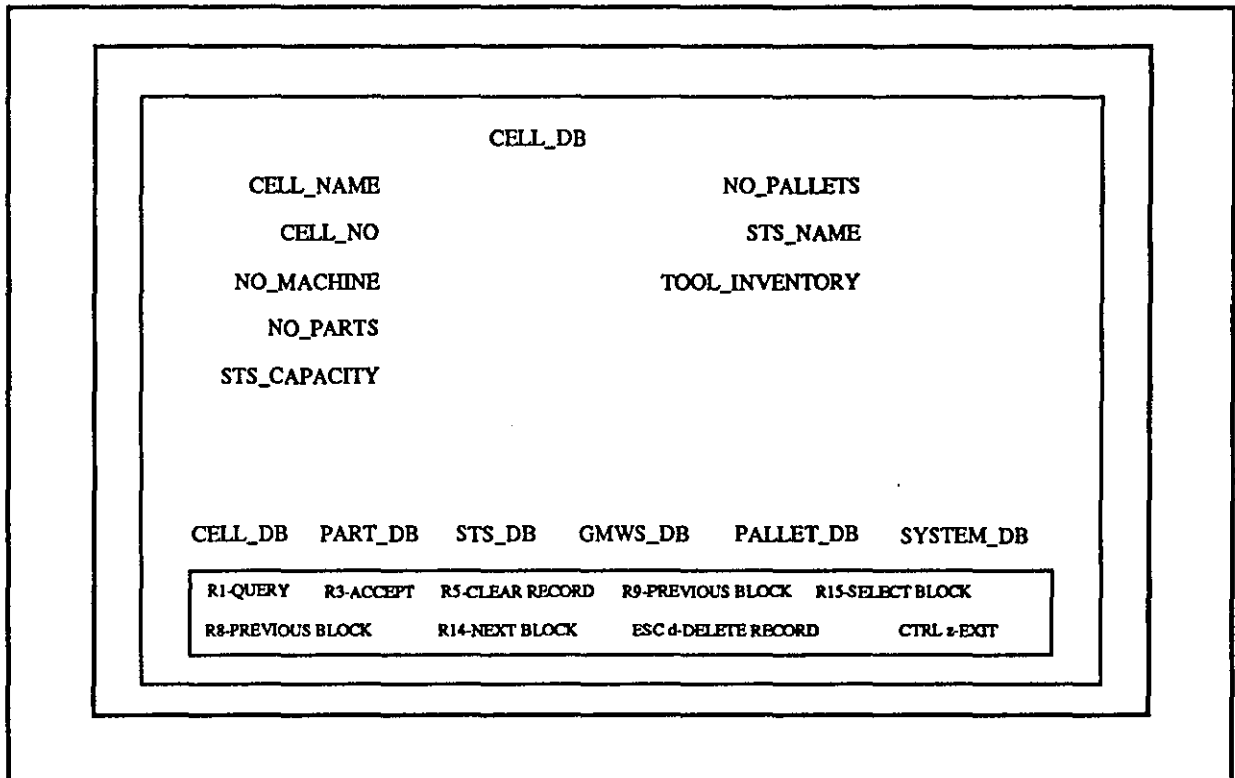 CELL_DB
CELL_NAME NO_PALLETS
CELL_NO STS_NAME
NO_MACHINE TOOL_INVENTORY
NO_PARTS
STS_CAPACITY
CELL_DB PART_DB STS_DB GMWS_DB PALLET_DB SYSTEM_DB
R1-QUERY R3-ACCEPT R5-CLEAR RECORD R9-PREVIOUS BLOCK R15-SELECT BLOCK
R8-PREVIOUS BLOCK R14-NEXT BLOCK ESC d-DELETE RECORD CTRL z-EXIT